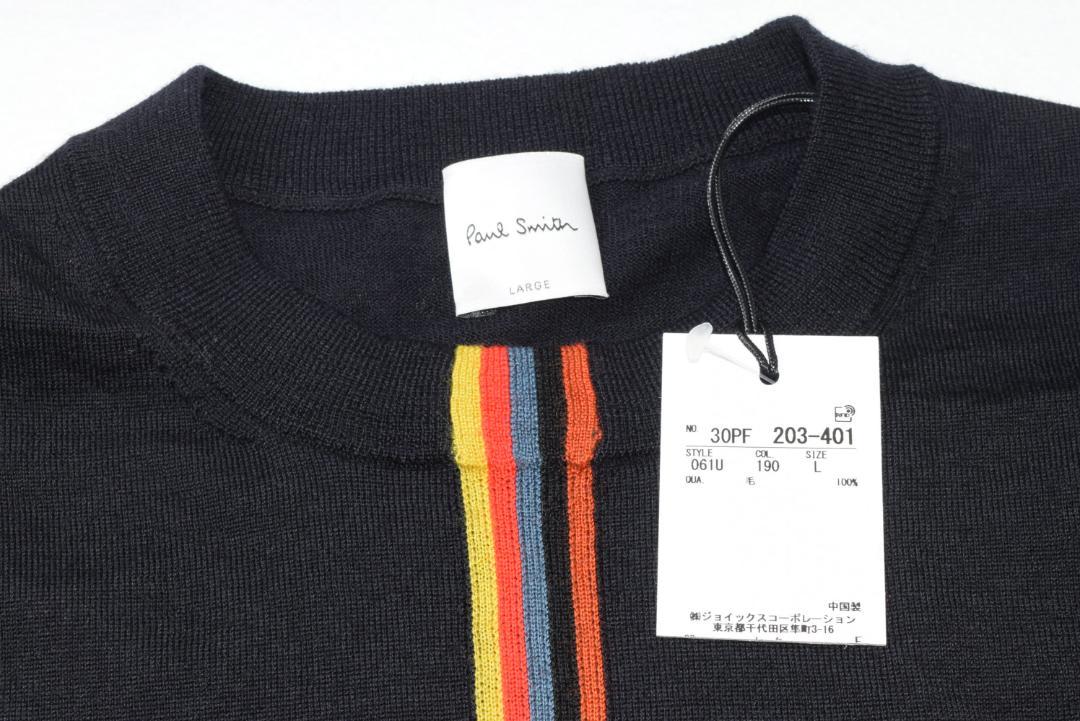 Paul Smith
LARGE
RFID
NO. 30PF 203-401
STYLE COL. SIZE
061U 190 L
QUA. 毛 100%
中国製
㈱ジョイックスコーポレーション
東京都千代田区隼町3-16